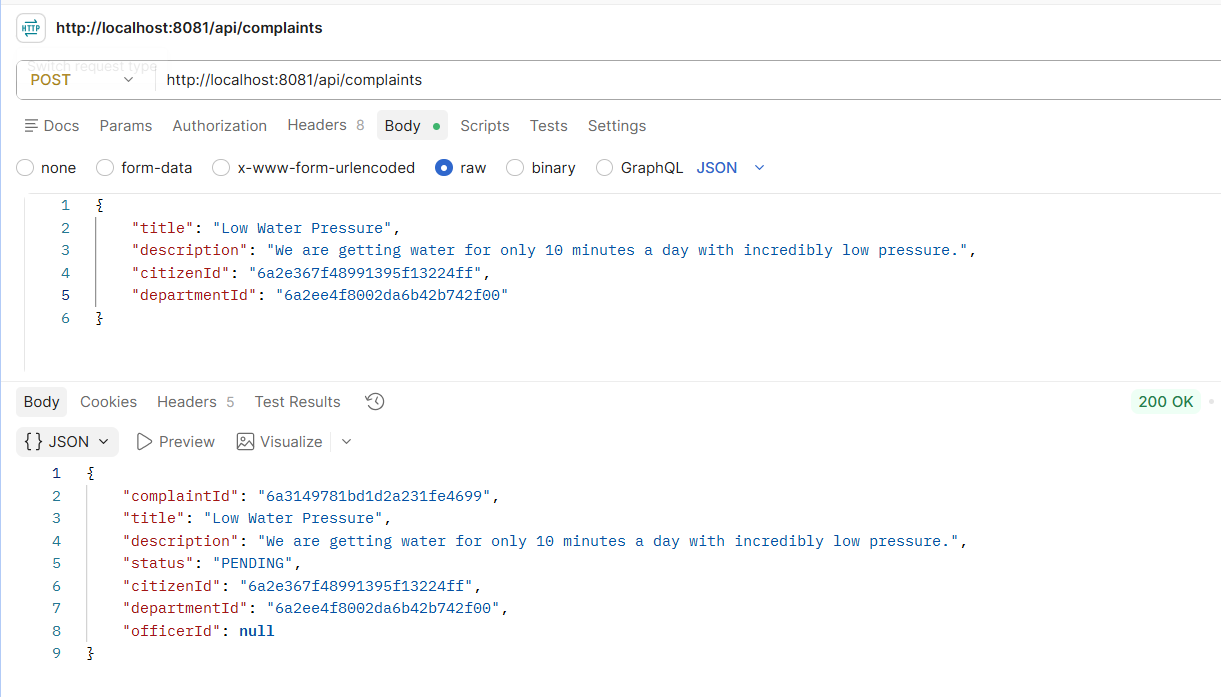 HTTP http://localhost:8081/api/complaints
Switch request type
POST http://localhost:8081/api/complaints
Docs Params Authorization Headers 8 Body Scripts Tests Settings
none form-data x-www-form-urlencoded raw binary GraphQL JSON
1 {
2 "title": "Low Water Pressure",
3 "description": "We are getting water for only 10 minutes a day with incredibly low pressure.",
4 "citizenId": "6a2e367f48991395f13224ff",
5 "departmentId": "6a2ee4f8002da6b42b742f00"
6 }
Body Cookies Headers 5 Test Results 200 OK
{} JSON Preview Visualize
1 {
2 "complaintId": "6a3149781bd1d2a231fe4699",
3 "title": "Low Water Pressure",
4 "description": "We are getting water for only 10 minutes a day with incredibly low pressure.",
5 "status": "PENDING",
6 "citizenId": "6a2e367f48991395f13224ff",
7 "departmentId": "6a2ee4f8002da6b42b742f00",
8 "officerId": null
9 }